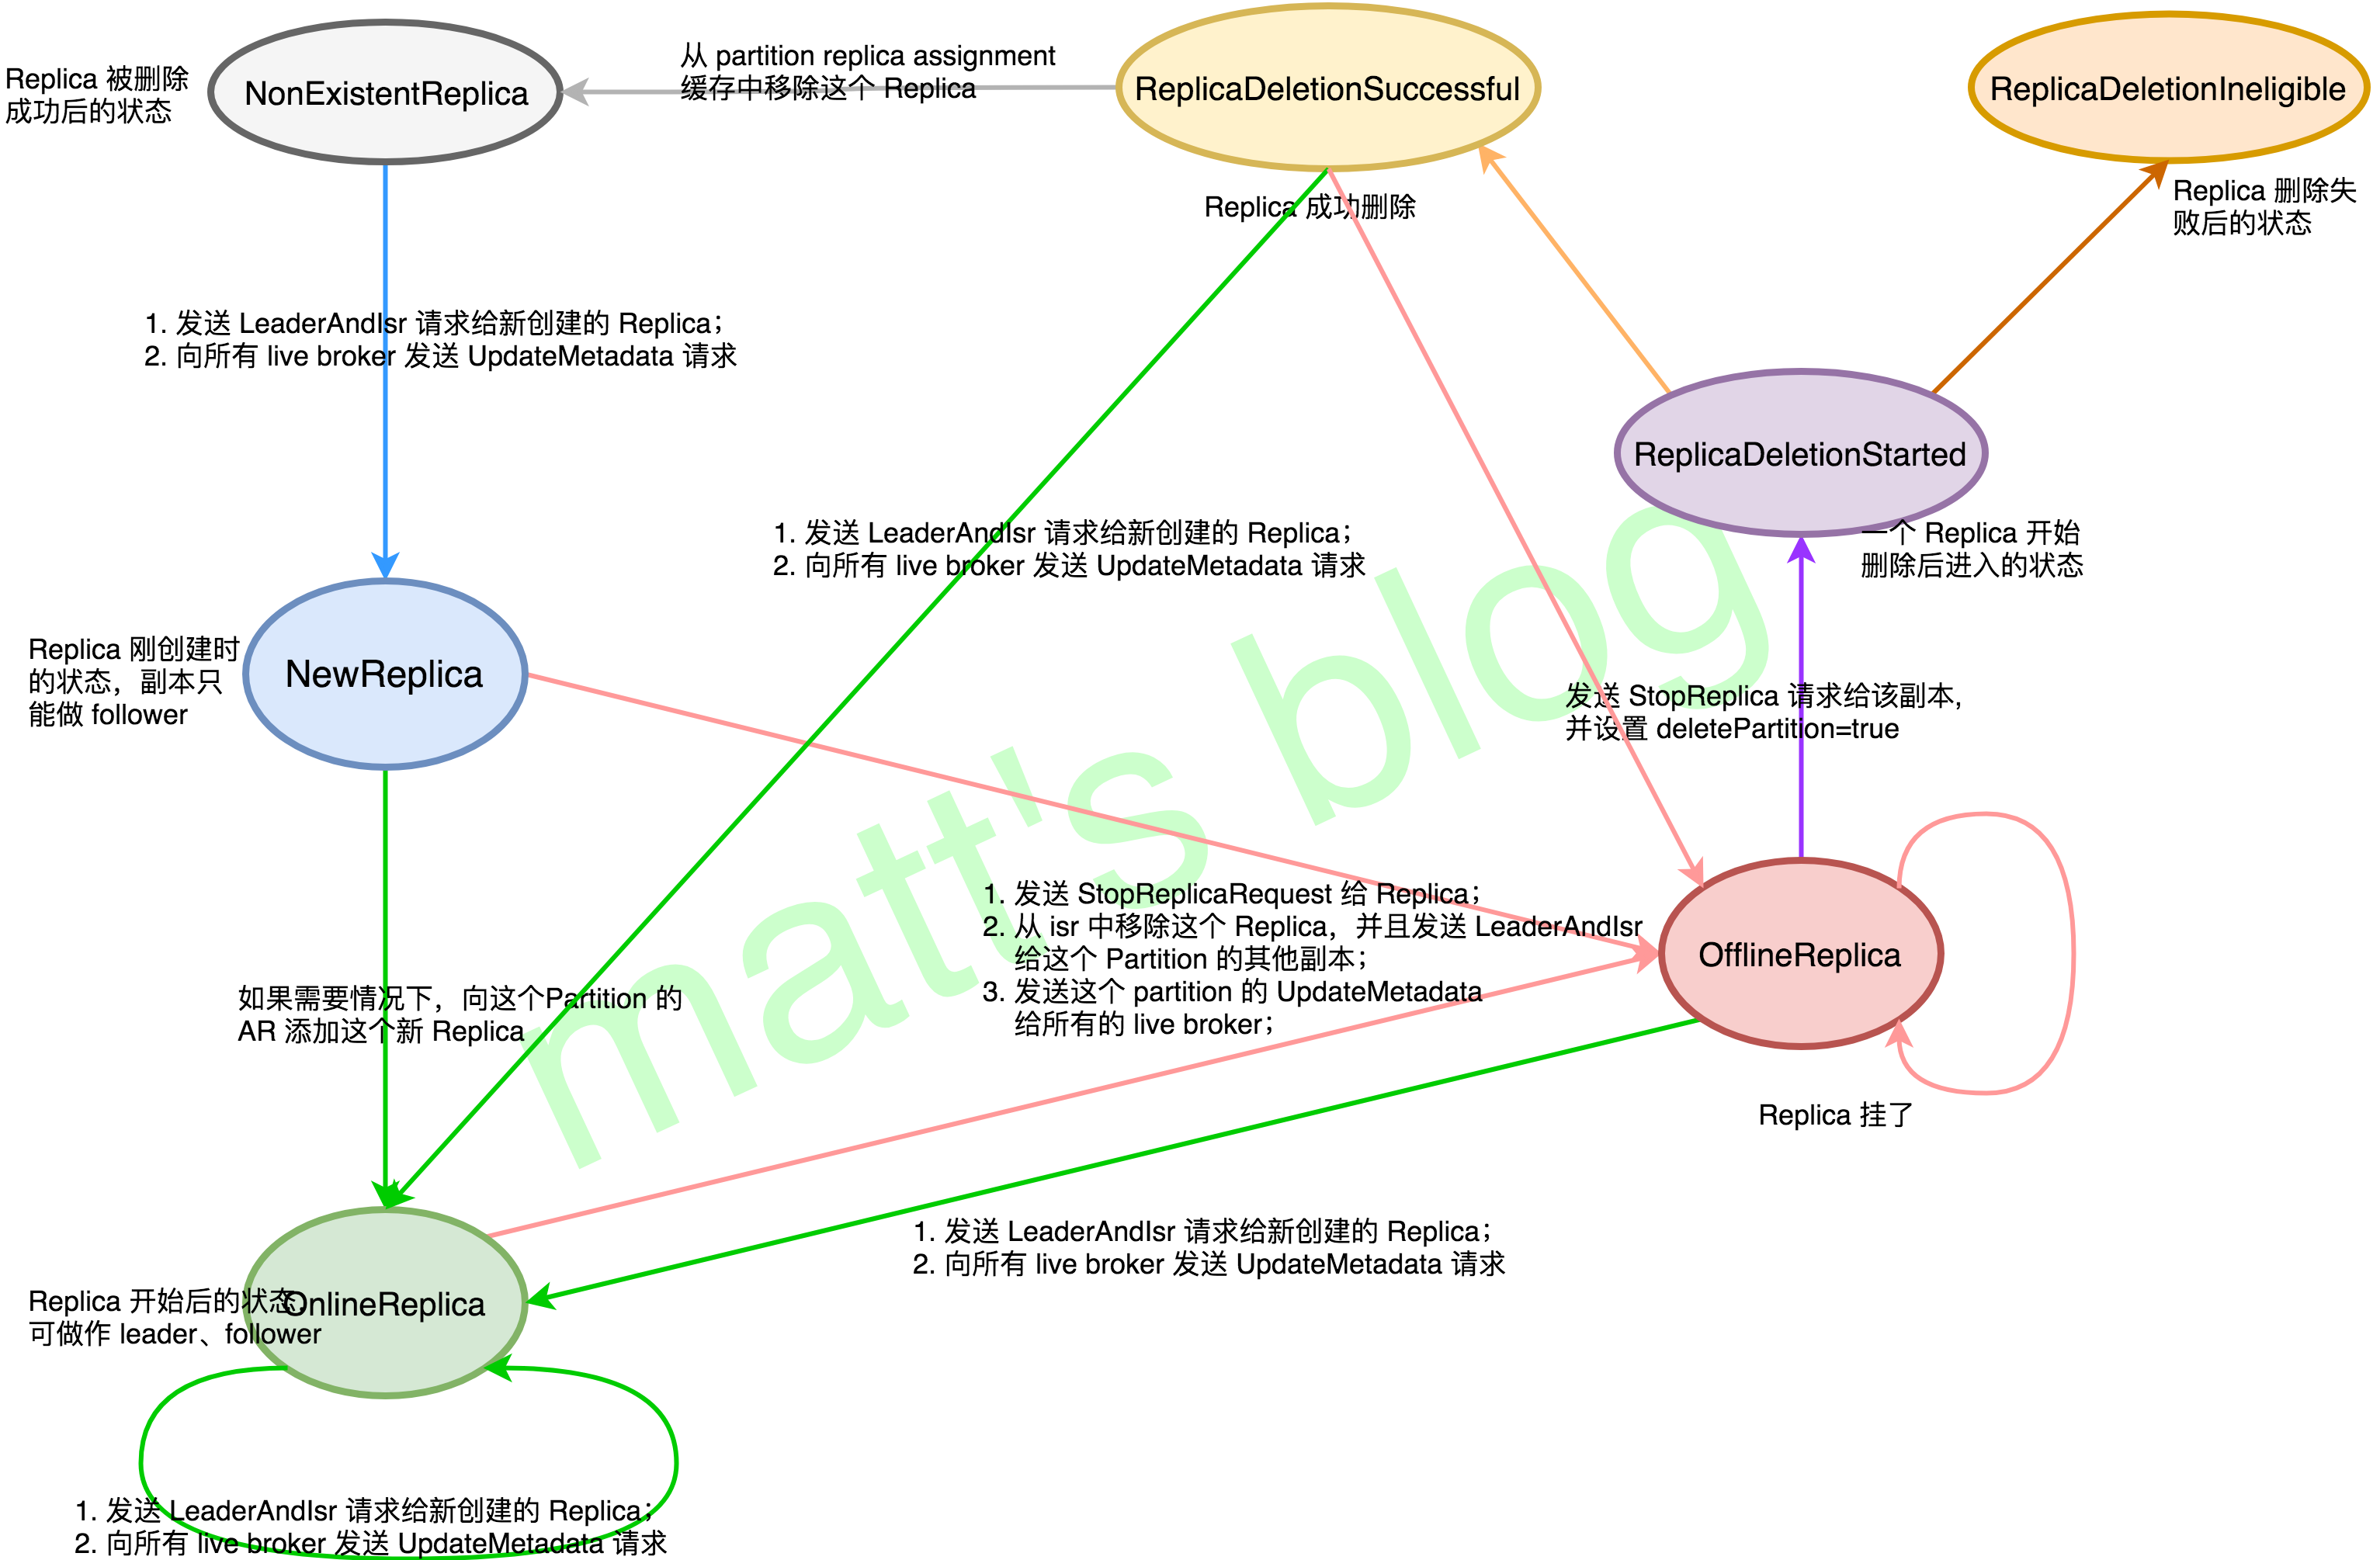 从 partition replica assignment
缓存中移除这个 Replica
Replica 被删除
成功后的状态
NonExistentReplica
ReplicaDeletionSuccessful
ReplicaDeletionIneligible
Replica 成功删除
Replica 删除失
败后的状态
1. 发送 LeaderAndIsr 请求给新创建的 Replica；
2. 向所有 live broker 发送 UpdateMetadata 请求
ReplicaDeletionStarted
一个 Replica 开始
删除后进入的状态
1. 发送 LeaderAndIsr 请求给新创建的 Replica；
2. 向所有 live broker 发送 UpdateMetadata 请求
Replica 刚创建时
的状态，副本只
能做 follower
NewReplica
发送 StopReplica 请求给该副本,
并设置 deletePartition=true
matt's blog
1. 发送 StopReplicaRequest 给 Replica；
2. 从 isr 中移除这个 Replica，并且发送 LeaderAndIsr
给这个 Partition 的其他副本；
3. 发送这个 partition 的 UpdateMetadata
给所有的 live broker；
OfflineReplica
如果需要情况下，向这个Partition 的
AR 添加这个新 Replica
Replica 挂了
1. 发送 LeaderAndIsr 请求给新创建的 Replica；
2. 向所有 live broker 发送 UpdateMetadata 请求
Replica 开始后的状态,
可做作 leader、follower
OnlineReplica
1. 发送 LeaderAndIsr 请求给新创建的 Replica；
2. 向所有 live broker 发送 UpdateMetadata 请求